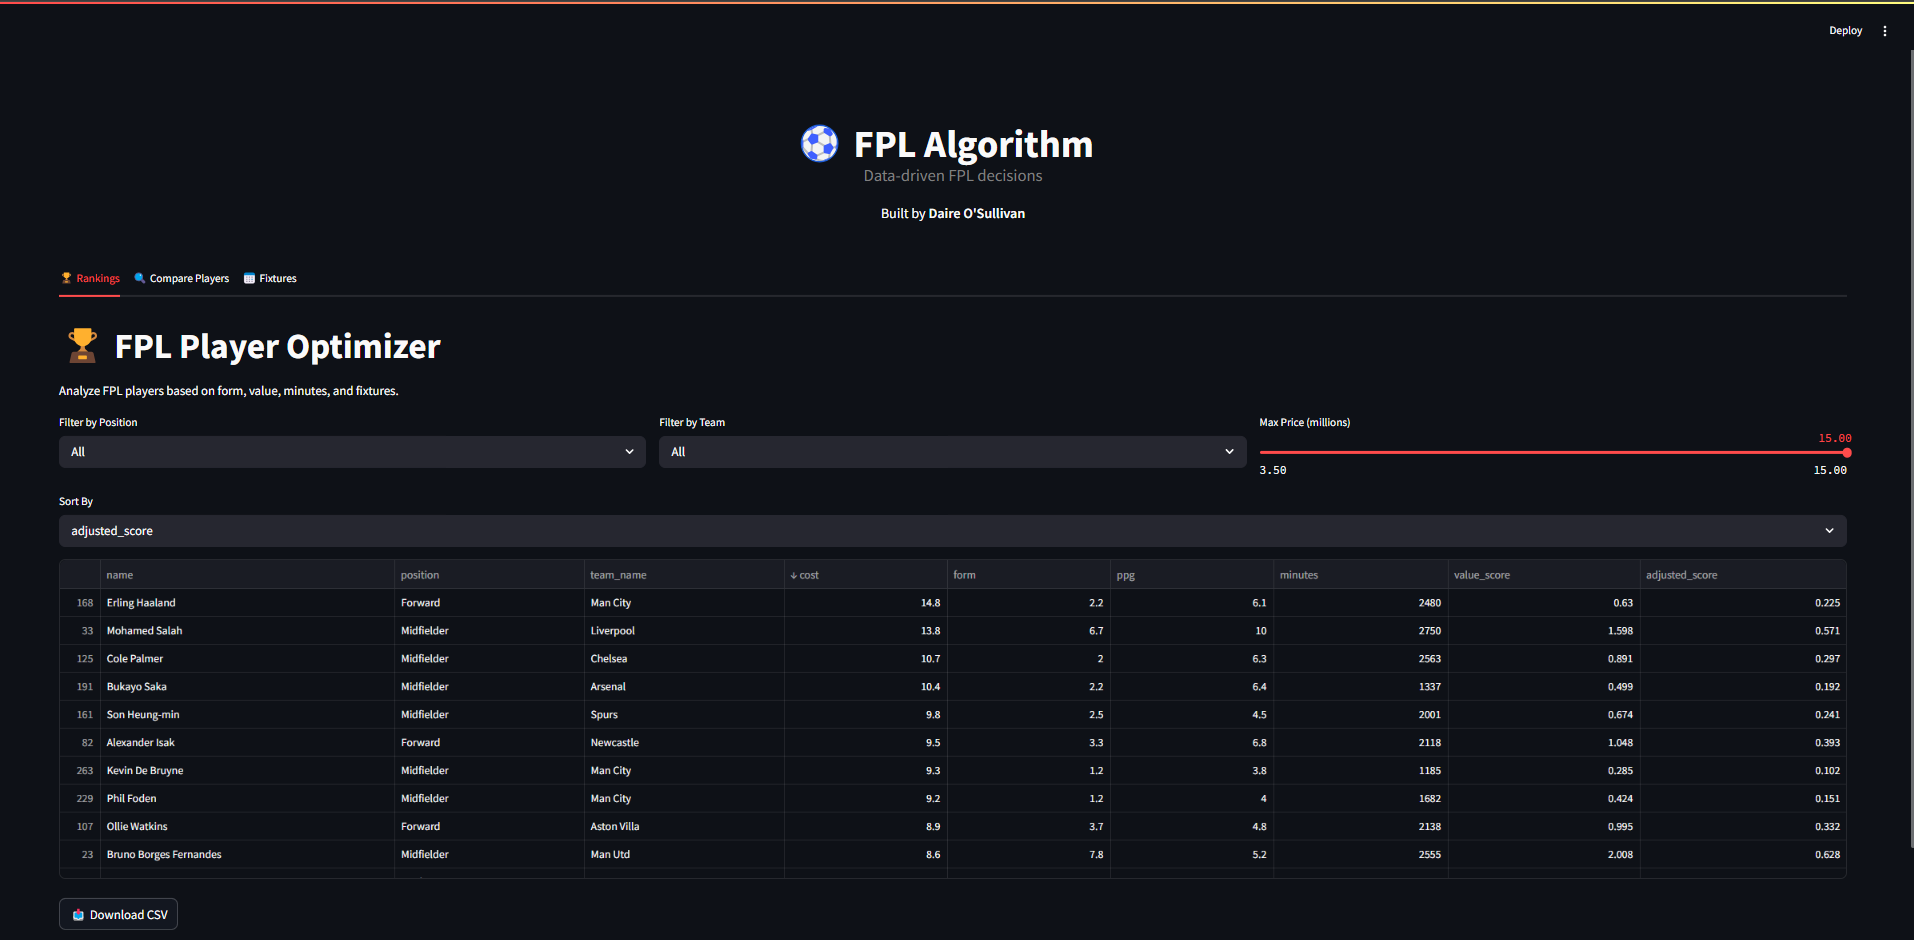 Deploy
FPL Algorithm
Data-driven FPL decisions
Built by Daire O'Sullivan
Rankings Compare Players Fixtures
FPL Player Optimizer
Analyze FPL players based on form, value, minutes, and fixtures.
Filter by Position Filter by Team Max Price (millions)
15.00
All All
3.50 15.00
Sort By
adjusted_score
name position team_name ↓ cost form ppg minutes value_score adjusted_score
168 Erling Haaland Forward Man City 14.8 2.2 6.1 2480 0.63 0.225
33 Mohamed Salah Midfielder Liverpool 13.8 6.7 10 2750 1.598 0.571
125 Cole Palmer Midfielder Chelsea 10.7 2 6.3 2563 0.891 0.297
191 Bukayo Saka Midfielder Arsenal 10.4 2.2 6.4 1337 0.499 0.192
161 Son Heung-min Midfielder Spurs 9.8 2.5 4.5 2001 0.674 0.241
82 Alexander Isak Forward Newcastle 9.5 3.3 6.8 2118 1.048 0.393
263 Kevin De Bruyne Midfielder Man City 9.3 1.2 3.8 1185 0.285 0.102
229 Phil Foden Midfielder Man City 9.2 1.2 4 1682 0.424 0.151
107 Ollie Watkins Forward Aston Villa 8.9 3.7 4.8 2138 0.995 0.332
23 Bruno Borges Fernandes Midfielder Man Utd 8.6 7.8 5.2 2555 2.008 0.628
Download CSV